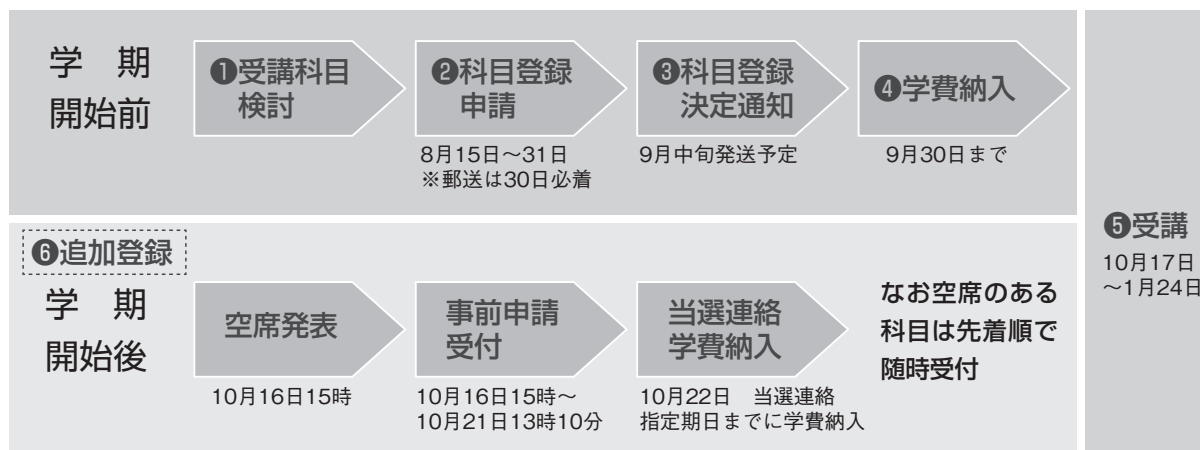 学　期
開始前
❶受講科目
検討
❷科目登録
申請
8月15日〜31日
※郵送は30日必着
❸科目登録
決定通知
9月中旬発送予定
❹学費納入
9月30日まで
❺受講
10月17日
〜1月24日
❻追加登録
学　期
開始後
空席発表
10月16日15時
事前申請
受付
10月16日15時〜
10月21日13時10分
当選連絡
学費納入
10月22日　当選連絡
指定期日までに学費納入
なお空席のある
科目は先着順で
随時受付